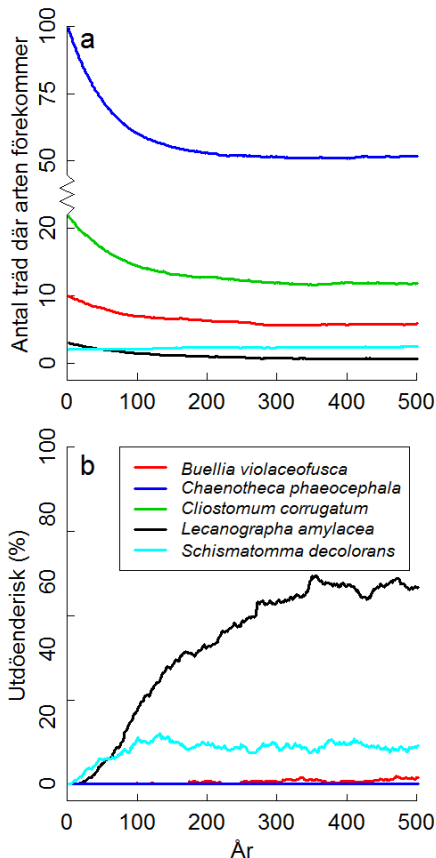 a
Antal träd där arten förekommer
100
75
50
20
10
0
0 100 200 300 400 500
b
Utdöenderisk (%)
100
80
60
40
20
0
Buellia violaceofusca
Chaenotheca phaeocephala
Cliostomum corrugatum
Lecanographa amylacea
Schismatomma decolorans
0 100 200 300 400 500
År